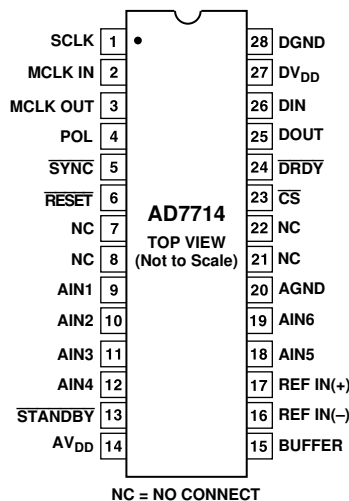 SCLK 1 28 DGND
MCLK IN 2 27 DVDD
MCLK OUT 3 26 DIN
POL 4 25 DOUT
SYNC 5 24 DRDY
RESET 6 23 CS
NC 7 22 NC
NC 8 21 NC
AIN1 9 20 AGND
AIN2 10 19 AIN6
AIN3 11 18 AIN5
AIN4 12 17 REF IN(+)
STANDBY 13 16 REF IN(–)
AVDD 14 15 BUFFER
AD7714
TOP VIEW
(Not to Scale)
NC = NO CONNECT